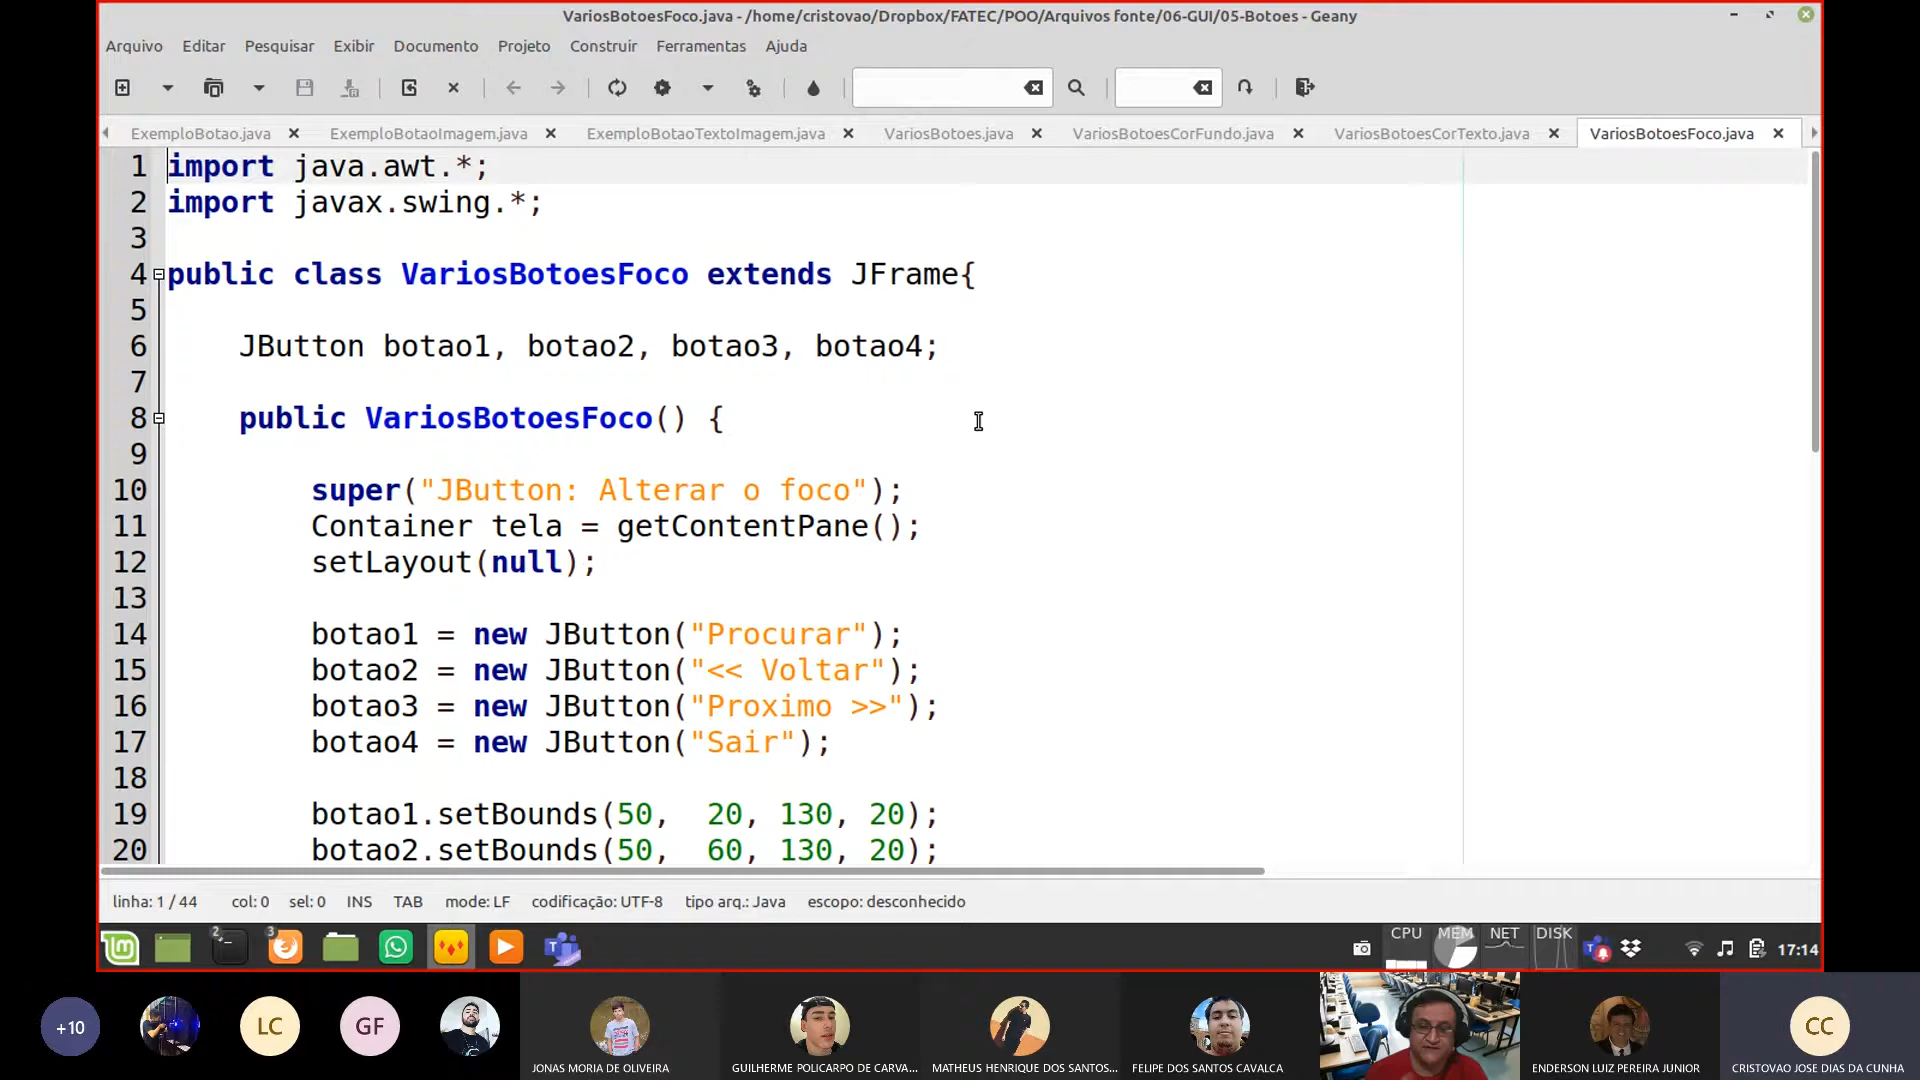 VariosBotoesFoco.java - /home/cristovao/Dropbox/FATEC/POO/Arquivos fonte/06-GUI/05-Botoes - Geany
Arquivo Editar Pesquisar Exibir Documento Projeto Construir Ferramentas Ajuda
ExemploBotao.java ExemploBotaoImagem.java ExemploBotaoTextoImagem.java VariosBotoes.java VariosBotoesCorFundo.java VariosBotoesCorTexto.java VariosBotoesFoco.java
1 import java.awt.*;
2 import javax.swing.*;
3
4 public class VariosBotoesFoco extends JFrame{
5
6 JButton botao1, botao2, botao3, botao4;
7
8 public VariosBotoesFoco() {
9
10 super("JButton: Alterar o foco");
11 Container tela = getContentPane();
12 setLayout(null);
13
14 botao1 = new JButton("Procurar");
15 botao2 = new JButton("<< Voltar");
16 botao3 = new JButton("Proximo >>");
17 botao4 = new JButton("Sair");
18
19 botao1.setBounds(50,  20, 130, 20);
20 botao2.setBounds(50,  60, 130, 20);
linha: 1 / 44 col: 0 sel: 0 INS TAB mode: LF codificação: UTF-8 tipo arq.: Java escopo: desconhecido
2 3 CPU MEM NET DISK 17:14
+10 LC GF CC
JONAS MORIA DE OLIVEIRA GUILHERME POLICARPO DE CARVA... MATHEUS HENRIQUE DOS SANTOS... FELIPE DOS SANTOS CAVALCA ENDERSON LUIZ PEREIRA JUNIOR CRISTOVAO JOSE DIAS DA CUNHA